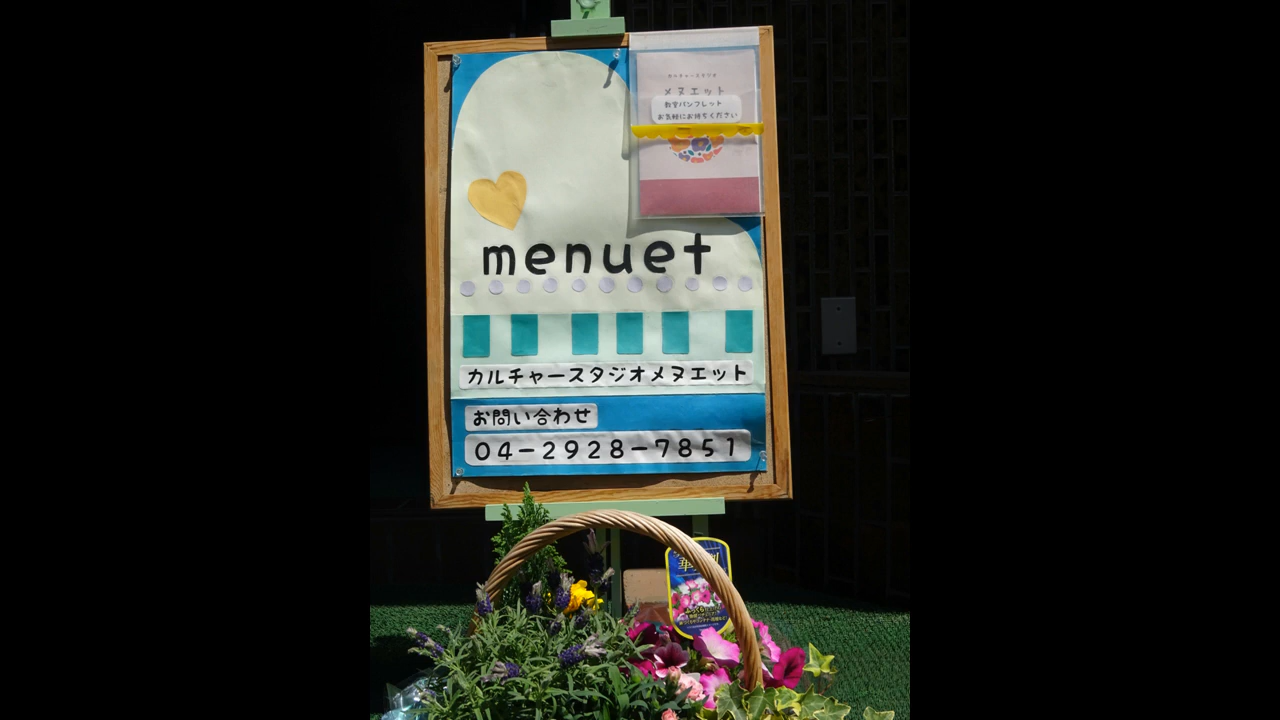 カルチャースタジオ
メヌエット
教室パンフレット
お気軽にお持ちください
menuet
カルチャースタジオメヌエット
お問い合わせ
04-2928-7851